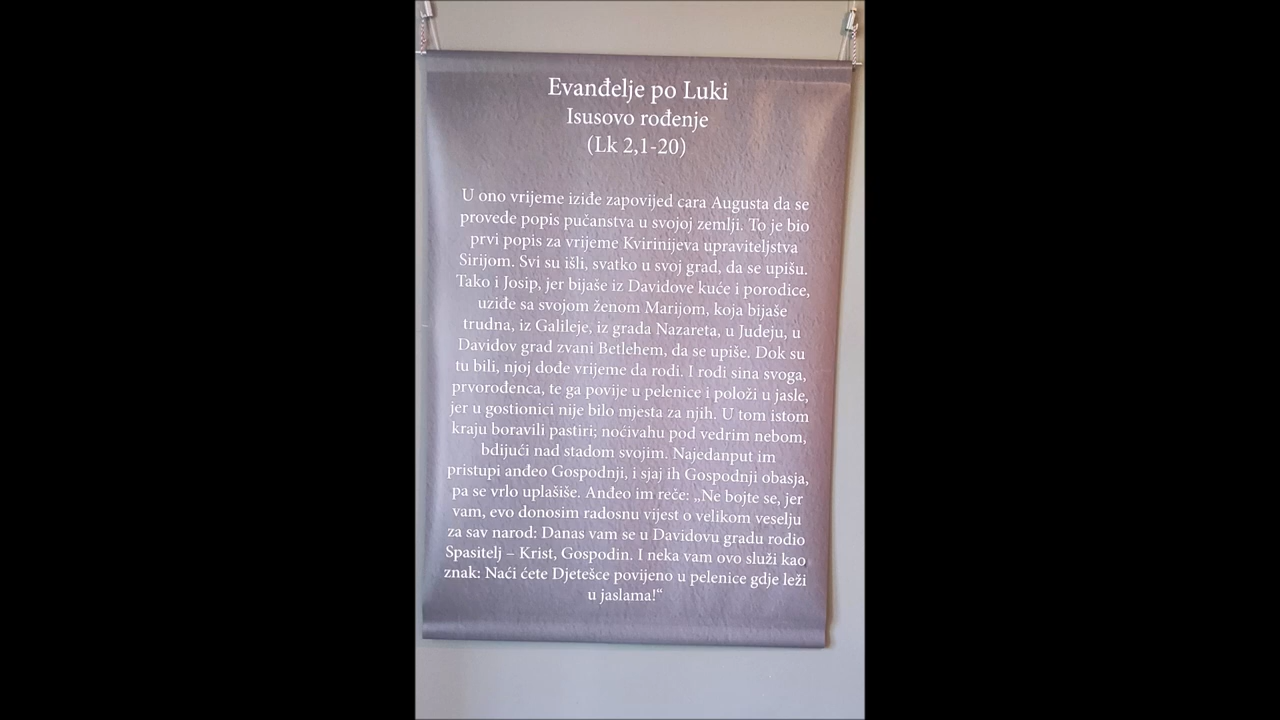 Evanđelje po Luki
Isusovo rođenje
(Lk 2,1-20)
U ono vrijeme iziđe zapovijed cara Augusta da se
provede popis pučanstva u svojoj zemlji. To je bio
prvi popis za vrijeme Kvirinijeva upraviteljstva
Sirijom. Svi su išli, svatko u svoj grad, da se upišu.
Tako i Josip, jer bijaše iz Davidove kuće i porodice,
uziđe sa svojom ženom Marijom, koja bijaše
trudna, iz Galileje, iz grada Nazareta, u Judeju, u
Davidov grad zvani Betlehem, da se upiše. Dok su
tu bili, njoj dođe vrijeme da rodi. I rodi sina svoga,
prvorođenca, te ga povije u pelenice i položi u jasle,
jer u gostionici nije bilo mjesta za njih. U tom istom
kraju boravili pastiri; noćivahu pod vedrim nebom,
bdijući nad stadom svojim. Najedanput im
pristupi anđeo Gospodnji, i sjaj ih Gospodnji obasja,
pa se vrlo uplašiše. Anđeo im reče: „Ne bojte se, jer
vam, evo donosim radosnu vijest o velikom veselju
za sav narod: Danas vam se u Davidovu gradu rodio
Spasitelj – Krist, Gospodin. I neka vam ovo služi kao
znak: Naći ćete Djetešce povijeno u pelenice gdje leži
u jaslama!“